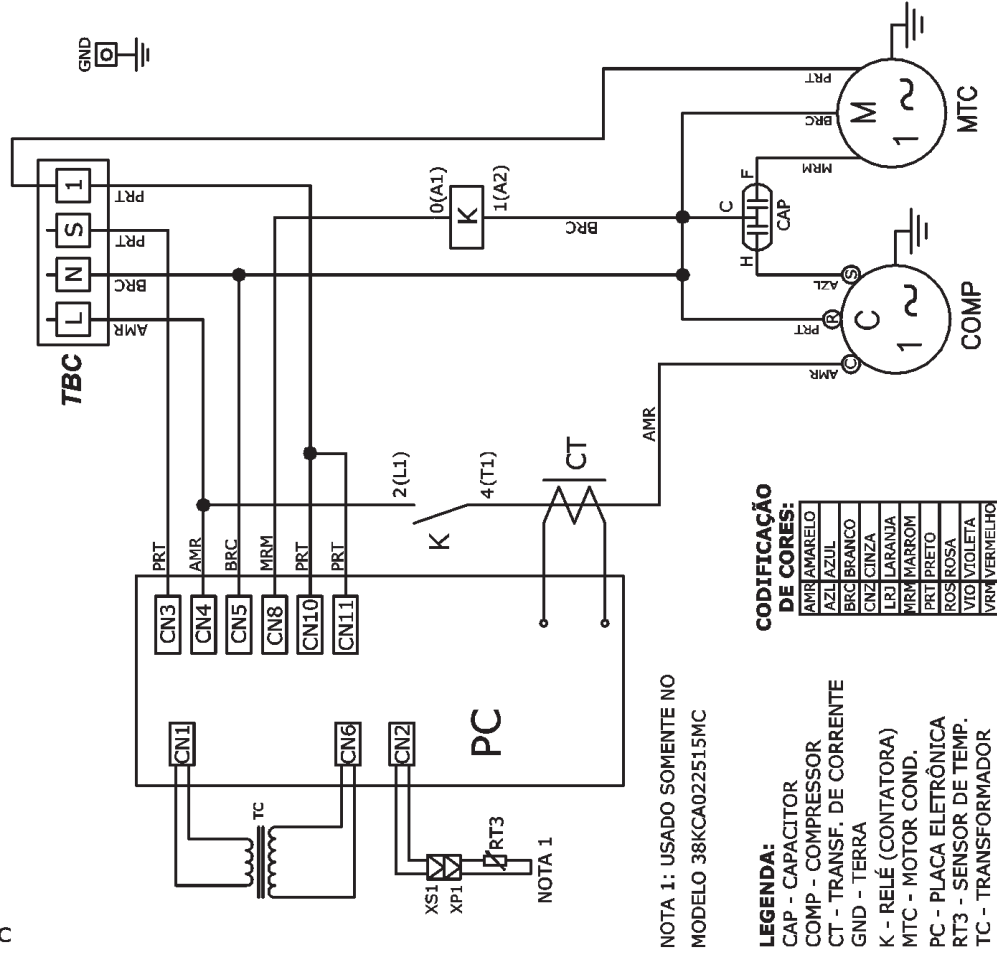 GND
TBC
L
N
S
1
AMR
BRC
PRT
PRT
PRT
AMR
BRC
MRM
PRT
PRT
CN3
CN4
CN5
CN8
CN10
CN11
CN1
CN6
CN2
PC
TC
XS1
XP1
RT3
NOTA 1
K
2(L1)
4(T1)
CT
AMR
0(A1)
K
1(A2)
BRC
C
H
F
CAP
AZL
PRT
AMR
S
R
C
C
1
COMP
MRM
BRC
PRT
M
1
MTC
NOTA 1: USADO SOMENTE NO
MODELO 38KCA022515MC
LEGENDA:
CAP - CAPACITOR
COMP - COMPRESSOR
CT - TRANSF. DE CORRENTE
GND - TERRA
K - RELÉ (CONTATORA)
MTC - MOTOR COND.
PC - PLACA ELETRÔNICA
RT3 - SENSOR DE TEMP.
TC - TRANSFORMADOR
CODIFICAÇÃO
DE CORES:
AMR AMARELO
AZL AZUL
BRC BRANCO
CNZ CINZA
LRJ LARANJA
MRM MARROM
PRT PRETO
ROS ROSA
VIO VIOLETA
VRM VERMELHO